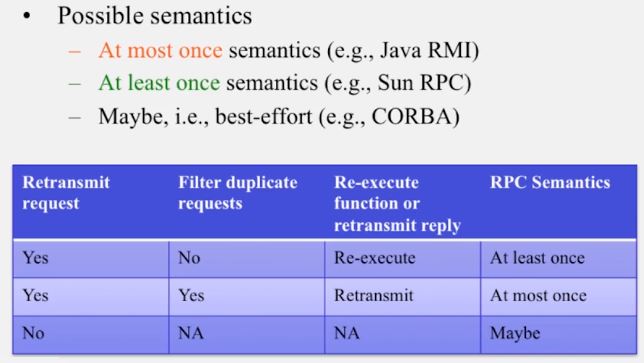 • Possible semantics
– At most once semantics (e.g., Java RMI)
– At least once semantics (e.g., Sun RPC)
– Maybe, i.e., best-effort (e.g., CORBA)
Retransmit request | Filter duplicate requests | Re-execute function or retransmit reply | RPC Semantics
Yes | No | Re-execute | At least once
Yes | Yes | Retransmit | At most once
No | NA | NA | Maybe